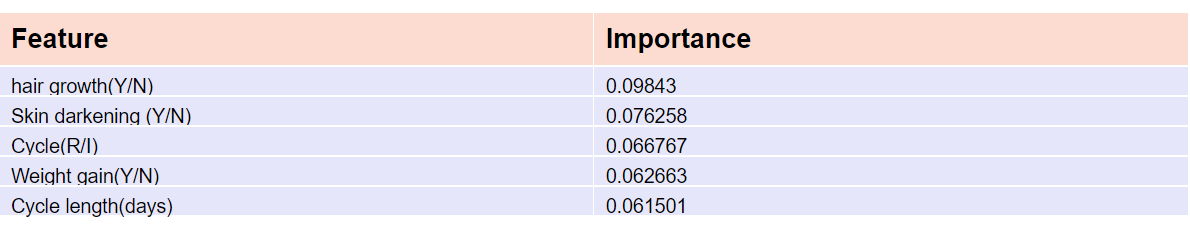 Feature Importance
hair growth(Y/N) 0.09843
Skin darkening (Y/N) 0.076258
Cycle(R/I) 0.066767
Weight gain(Y/N) 0.062663
Cycle length(days) 0.061501